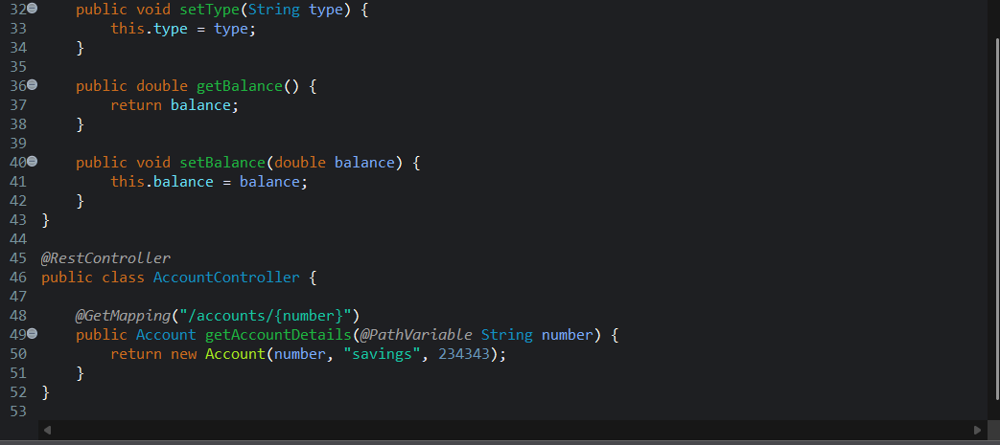 32 public void setType(String type) {
33 this.type = type;
34 }
35
36 public double getBalance() {
37 return balance;
38 }
39
40 public void setBalance(double balance) {
41 this.balance = balance;
42 }
43 }
44
45 @RestController
46 public class AccountController {
47
48 @GetMapping("/accounts/{number}")
49 public Account getAccountDetails(@PathVariable String number) {
50 return new Account(number, "savings", 234343);
51 }
52 }
53